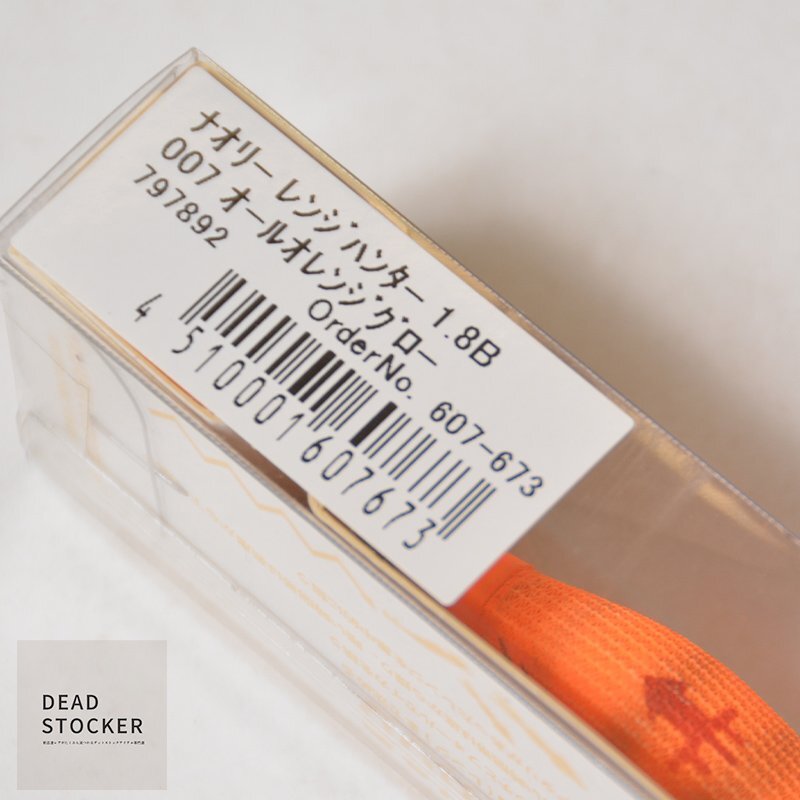 ナオリー レンジハンター 1.8B
007 オールオレンジグロー
797892
OrderNo. 607-673
4 510001 607673
DEAD
STOCKER